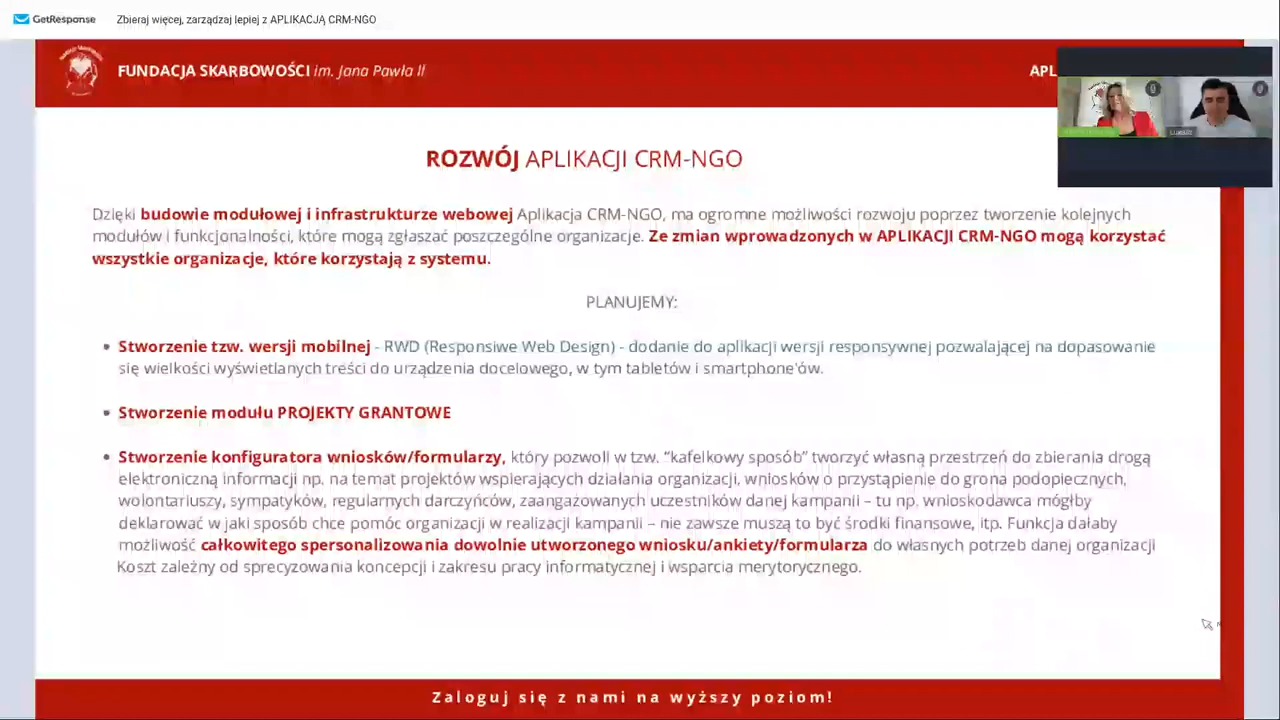 GetResponse Zbieraj więcej, zarządzaj lepiej z APLIKACJĄ CRM-NGO
FUNDACJA SKARBOWOŚCI im. Jana Pawła II
APL
ROZWÓJ APLIKACJI CRM-NGO
Dzięki budowie modułowej i infrastrukturze webowej Aplikacja CRM-NGO, ma ogromne możliwości rozwoju poprzez tworzenie kolejnych
modułów i funkcjonalności, które mogą zgłaszać poszczególne organizacje. Ze zmian wprowadzonych w APLIKACJI CRM-NGO mogą korzystać
wszystkie organizacje, które korzystają z systemu.
PLANUJEMY:
• Stworzenie tzw. wersji mobilnej - RWD (Responsiwe Web Design) - dodanie do aplikacji wersji responsywnej pozwalającej na dopasowanie
się wielkości wyświetlanych treści do urządzenia docelowego, w tym tabletów i smartphone'ów.
• Stworzenie modułu PROJEKTY GRANTOWE
• Stworzenie konfiguratora wniosków/formularzy, który pozwoli w tzw. “kafelkowy sposób” tworzyć własną przestrzeń do zbierania drogą
elektroniczną informacji np. na temat projektów wspierających działania organizacji, wniosków o przystąpienie do grona podopiecznych,
wolontariuszy, sympatyków, regularnych darczyńców, zaangażowanych uczestników danej kampanii – tu np. wnioskodawca mógłby
deklarować w jaki sposób chce pomóc organizacji w realizacji kampanii – nie zawsze muszą to być środki finansowe, itp. Funkcja dałaby
możliwość całkowitego spersonalizowania dowolnie utworzonego wniosku/ankiety/formularza do własnych potrzeb danej organizacji
Koszt zależny od sprecyzowania koncepcji i zakresu pracy informatycznej i wsparcia merytorycznego.
Zaloguj się z nami na wyższy poziom!